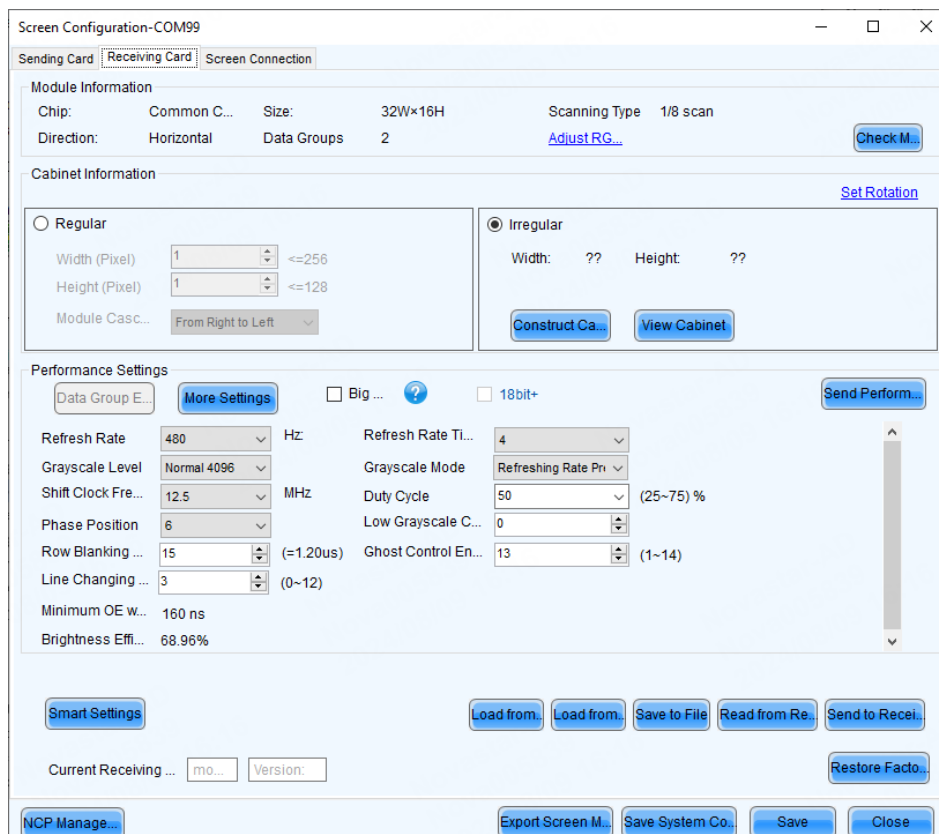 Screen Configuration-COM99
Sending Card Receiving Card Screen Connection
Module Information
Chip: Common C... Size: 32W×16H Scanning Type 1/8 scan
Direction: Horizontal Data Groups 2 Adjust RG... Check M...
Cabinet Information
Set Rotation
Regular
Width (Pixel) 1 <=256
Height (Pixel) 1 <=128
Module Casc... From Right to Left
Irregular
Width: ?? Height: ??
Construct Ca... View Cabinet
Performance Settings
Data Group E... More Settings Big ... ? 18bit+ Send Perform...
Refresh Rate 480 Hz: Refresh Rate Ti... 4
Grayscale Level Normal 4096 Grayscale Mode Refreshing Rate Pri
Shift Clock Fre... 12.5 MHz Duty Cycle 50 (25~75) %
Phase Position 6 Low Grayscale C... 0
Row Blanking ... 15 (=1.20us) Ghost Control En... 13 (1~14)
Line Changing ... 3 (0~12)
Minimum OE w... 160 ns
Brightness Effi... 68.96%
Smart Settings Load from... Load from... Save to File Read from Re... Send to Recei...
Current Receiving ... mo... Version: Restore Facto...
NCP Manage... Export Screen M... Save System Co... Save Close